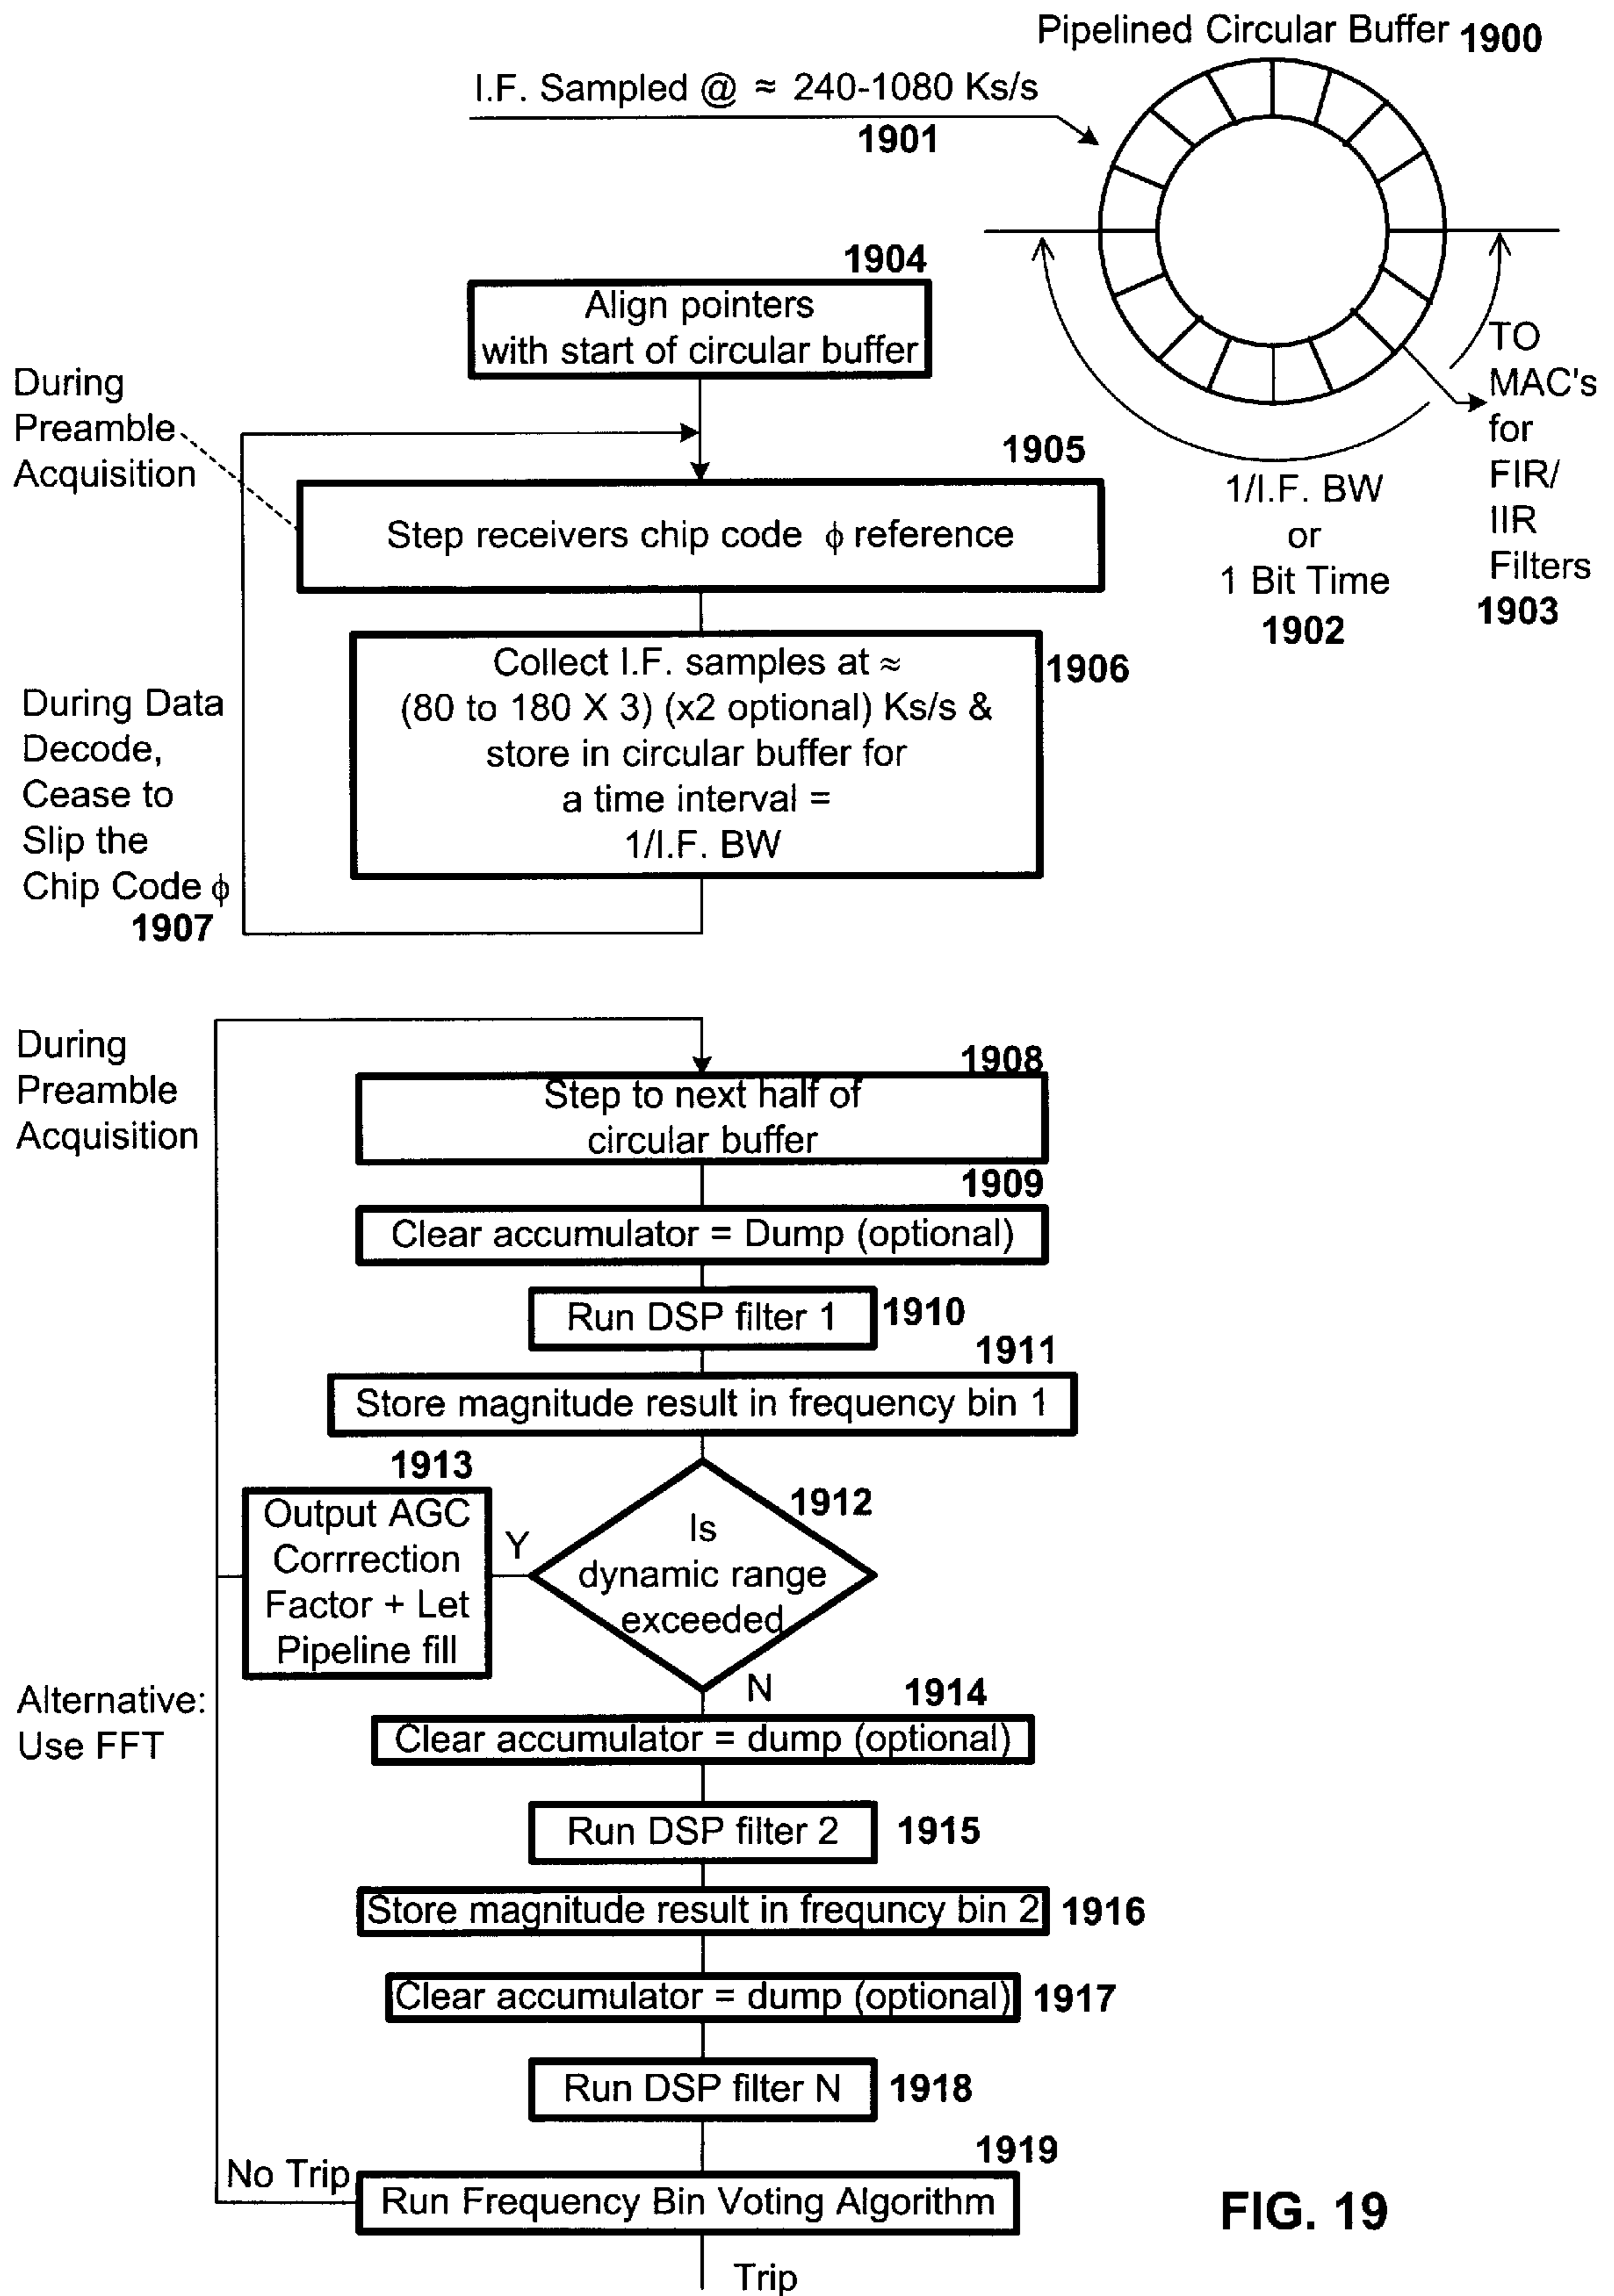 Pipelined Circular Buffer 1900
I.F. Sampled @ ≈ 240-1080 Ks/s
1901
TO
MAC's
for
FIR/
IIR
Filters
1903
1/I.F. BW
or
1 Bit Time
1902
1904
Align pointers
with start of circular buffer
During
Preamble
Acquisition
1905
Step receivers chip code ϕ reference
1906
Collect I.F. samples at ≈
(80 to 180 X 3) (x2 optional) Ks/s &
store in circular buffer for
a time interval =
1/I.F. BW
During Data
Decode,
Cease to
Slip the
Chip Code ϕ
1907
During
Preamble
Acquisition
1908
Step to next half of
circular buffer
1909
Clear accumulator = Dump (optional)
Run DSP filter 1
1910
1911
Store magnitude result in frequency bin 1
1913
Output AGC
Corrrection
Factor + Let
Pipeline fill
Y
1912
Is
dynamic range
exceeded
N
Alternative:
Use FFT
1914
Clear accumulator = dump (optional)
Run DSP filter 2
1915
Store magnitude result in frequncy bin 2
1916
Clear accumulator = dump (optional)
1917
Run DSP filter N
1918
1919
No Trip
Run Frequency Bin Voting Algorithm
Trip
FIG. 19